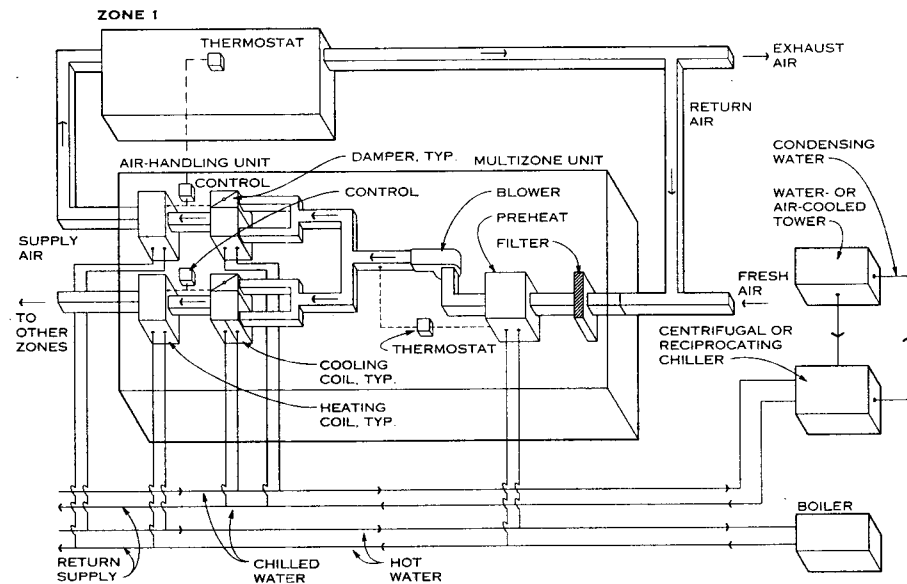 ZONE 1
THERMOSTAT
EXHAUST
AIR
RETURN
AIR
CONDENSING
WATER
AIR-HANDLING UNIT
DAMPER, TYP.
MULTIZONE UNIT
CONTROL
CONTROL
BLOWER
PREHEAT
FILTER
WATER- OR
AIR-COOLED
TOWER
SUPPLY
AIR
FRESH
AIR
TO
OTHER
ZONES
THERMOSTAT
CENTRIFUGAL OR
RECIPROCATING
CHILLER
COOLING
COIL, TYP.
HEATING
COIL, TYP.
BOILER
RETURN
SUPPLY
CHILLED
WATER
HOT
WATER